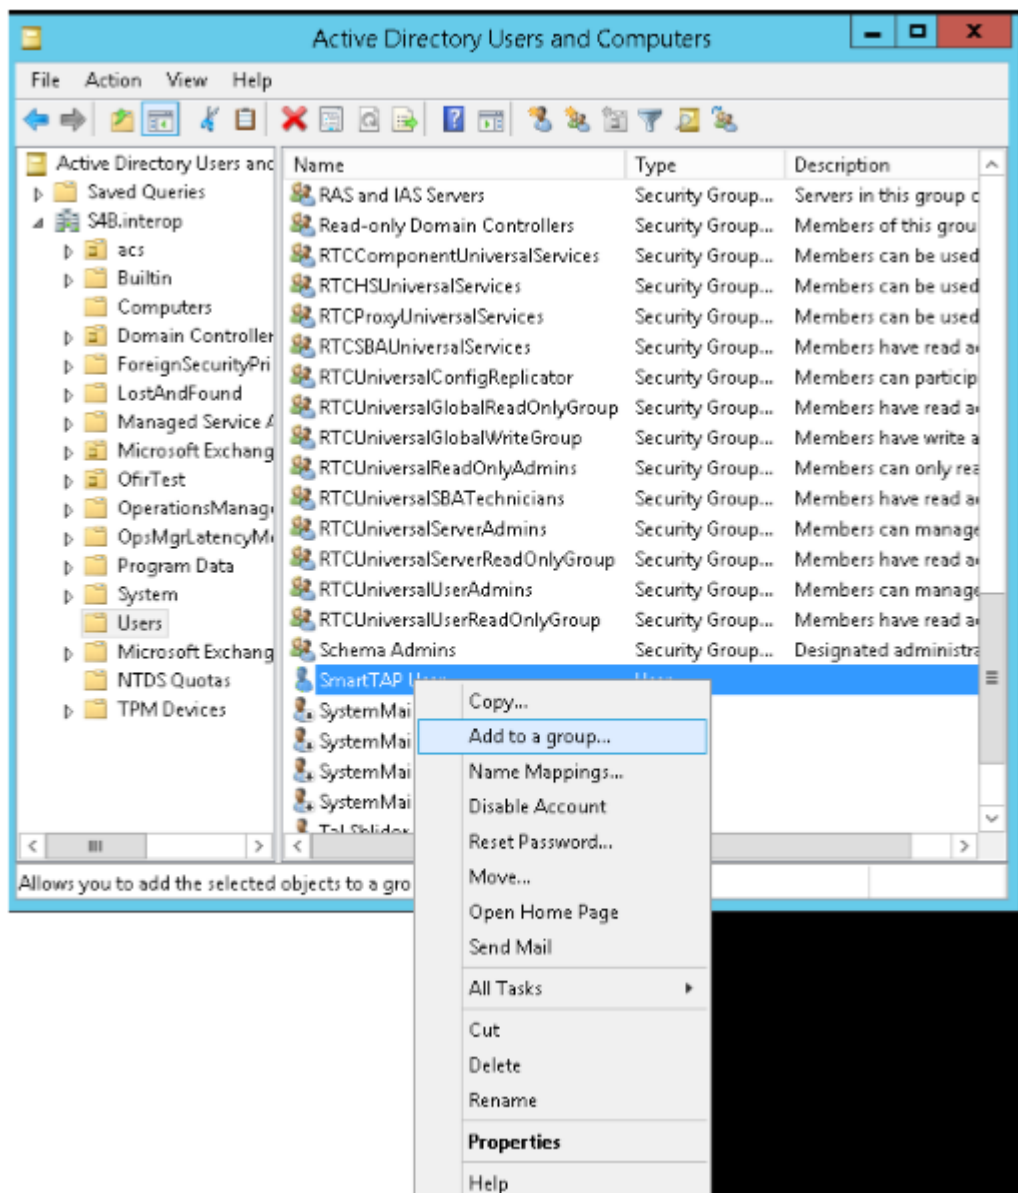 Active Directory Users and Computers
File Action View Help
Active Directory Users and
Saved Queries
S4B.interop
acs
Builtin
Computers
Domain Controller
ForeignSecurityPri
LostAndFound
Managed Service A
Microsoft Exchang
OfirTest
OperationsManag
OpsMgrLatencyM
Program Data
System
Users
Microsoft Exchang
NTDS Quotas
TPM Devices
Name Type Description
RAS and IAS Servers Security Group... Servers in this group c
Read-only Domain Controllers Security Group... Members of this grou
RTCComponentUniversalServices Security Group... Members can be used
RTCHSUniversalServices Security Group... Members can be used
RTCProxyUniversalServices Security Group... Members can be used
RTCSBAUniversalServices Security Group... Members have read a
RTCUniversalConfigReplicator Security Group... Members can particip
RTCUniversalGlobalReadOnlyGroup Security Group... Members have read a
RTCUniversalGlobalWriteGroup Security Group... Members have write a
RTCUniversalReadOnlyAdmins Security Group... Members can only rea
RTCUniversalSBATechnicians Security Group... Members have read a
RTCUniversalServerAdmins Security Group... Members can manage
RTCUniversalServerReadOnlyGroup Security Group... Members have read a
RTCUniversalUserAdmins Security Group... Members can manage
RTCUniversalUserReadOnlyGroup Security Group... Members have read a
Schema Admins Security Group... Designated administra
SmartTAP User
SystemMai
SystemMai
SystemMai
SystemMai
Copy...
Add to a group...
Name Mappings...
Disable Account
Reset Password...
Move...
Open Home Page
Send Mail
All Tasks
Cut
Delete
Rename
Properties
Help
Allows you to add the selected objects to a gro